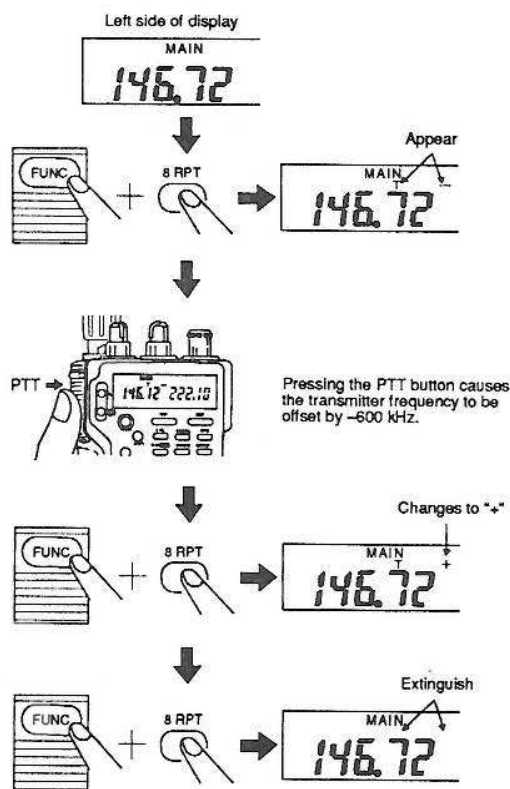 Left side of display
MAIN
146.72
Appear
FUNC + 8 RPT
MAIN T −
146.72
PTT
146.12 − 222.10
Pressing the PTT button causes
the transmitter frequency to be
offset by –600 kHz.
Changes to "+"
FUNC + 8 RPT
MAIN T +
146.72
Extinguish
FUNC + 8 RPT
MAIN
146.72